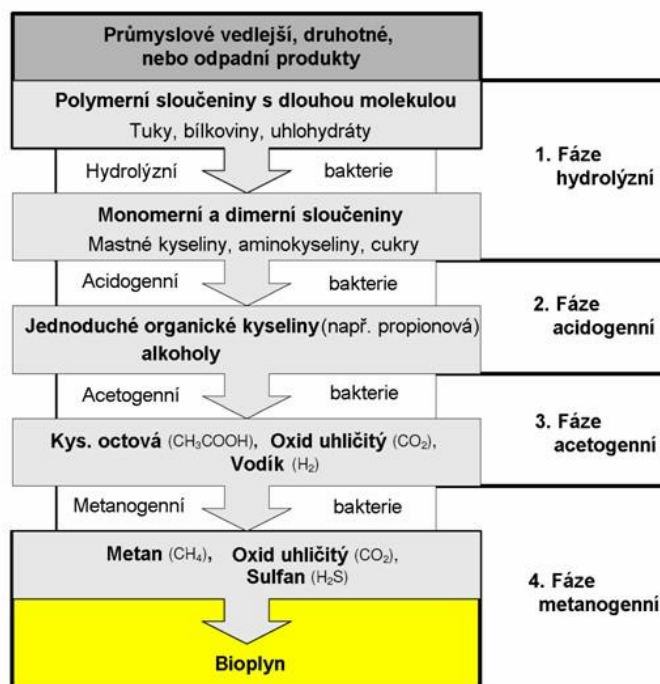 Průmyslové vedlejší, druhotné,
nebo odpadní produkty
Polymerní sloučeniny s dlouhou molekulou
Tuky, bílkoviny, uhlohydráty
Hydrolýzní bakterie
1. Fáze
hydrolýzní
Monomerní a dimerní sloučeniny
Mastné kyseliny, aminokyseliny, cukry
Acidogenní bakterie
2. Fáze
acidogenní
Jednoduché organické kyseliny (např. propionová)
alkoholy
Acetogenní bakterie
3. Fáze
acetogenní
Kys. octová (CH₃COOH), Oxid uhličitý (CO₂),
Vodík (H₂)
Metanogenní bakterie
Metan (CH₄), Oxid uhličitý (CO₂),
Sulfan (H₂S)
4. Fáze
metanogenní
Bioplyn